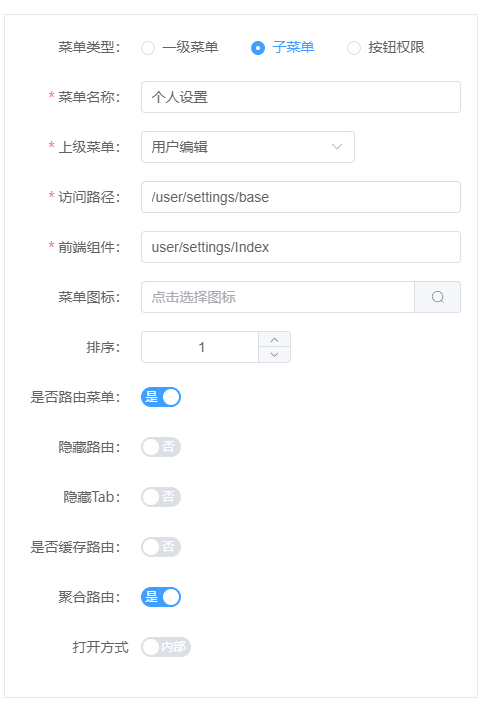 菜单类型： 一级菜单 子菜单 按钮权限
* 菜单名称： 个人设置
* 上级菜单： 用户编辑
* 访问路径： /user/settings/base
* 前端组件： user/settings/Index
菜单图标： 点击选择图标
排序： 1
是否路由菜单： 是
隐藏路由： 否
隐藏Tab： 否
是否缓存路由： 否
聚合路由： 是
打开方式 内部